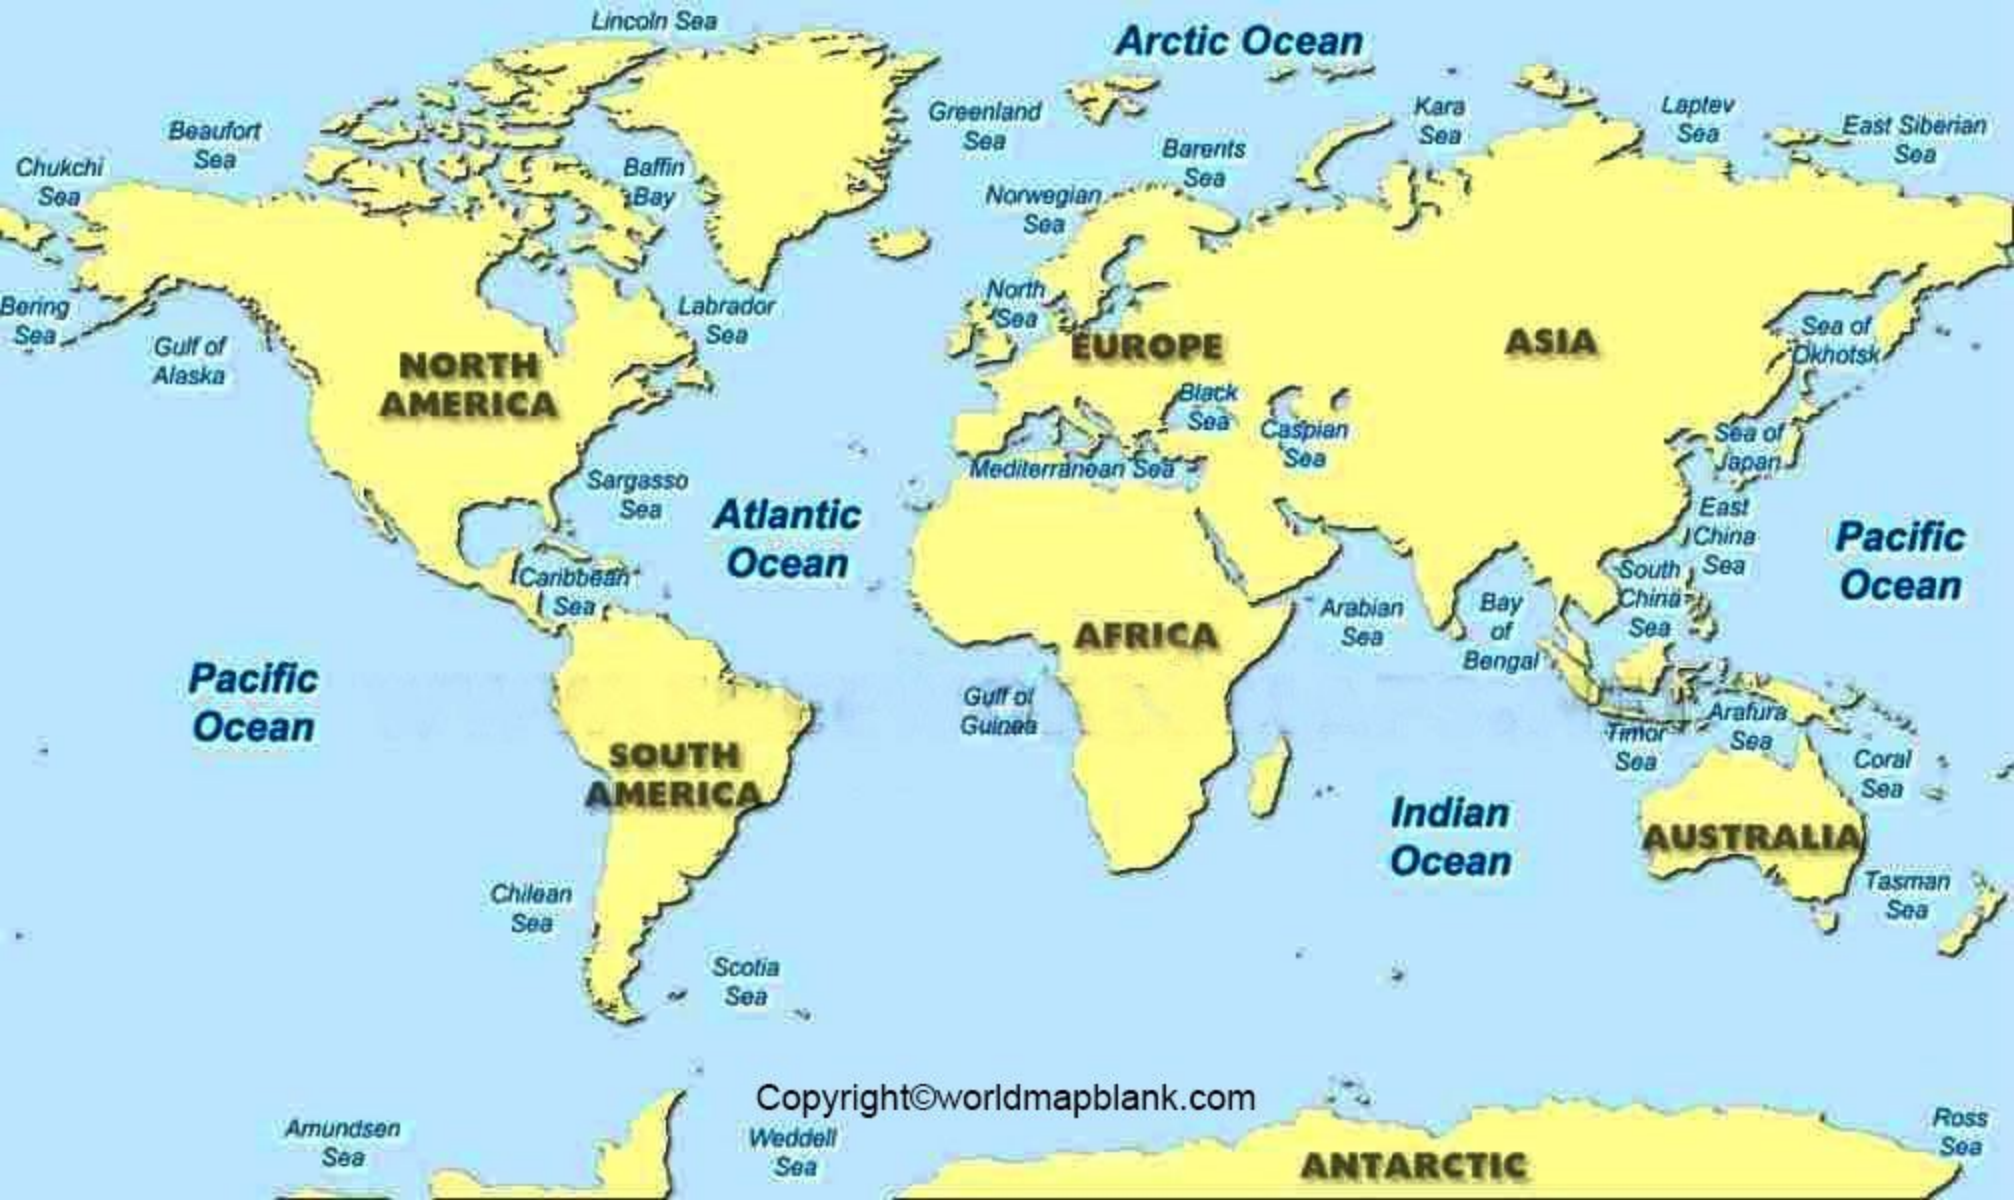 Lincoln Sea
Arctic Ocean
Greenland
Sea
Kara
Sea
Laptev
Sea
East Siberian
Sea
Beaufort
Sea
Chukchi
Sea
Baffin
Bay
Barents
Sea
Norwegian
Sea
Bering
Sea
Gulf of
Alaska
Labrador
Sea
North
Sea
NORTH
AMERICA
EUROPE
ASIA
Sea of
Okhotsk
Black
Sea
Caspian
Sea
Mediterranean Sea
Sea of
Japan
Sargasso
Sea
Atlantic
Ocean
East
China
Sea
Pacific
Ocean
Caribbean
Sea
South
China
Sea
Arabian
Sea
Bay
of
Bengal
AFRICA
Pacific
Ocean
Gulf of
Guinea
SOUTH
AMERICA
Timor
Sea
Arafura
Sea
Coral
Sea
Indian
Ocean
AUSTRALIA
Tasman
Sea
Chilean
Sea
Scotia
Sea
Copyright©worldmapblank.com
Amundsen
Sea
Weddell
Sea
Ross
Sea
ANTARCTIC